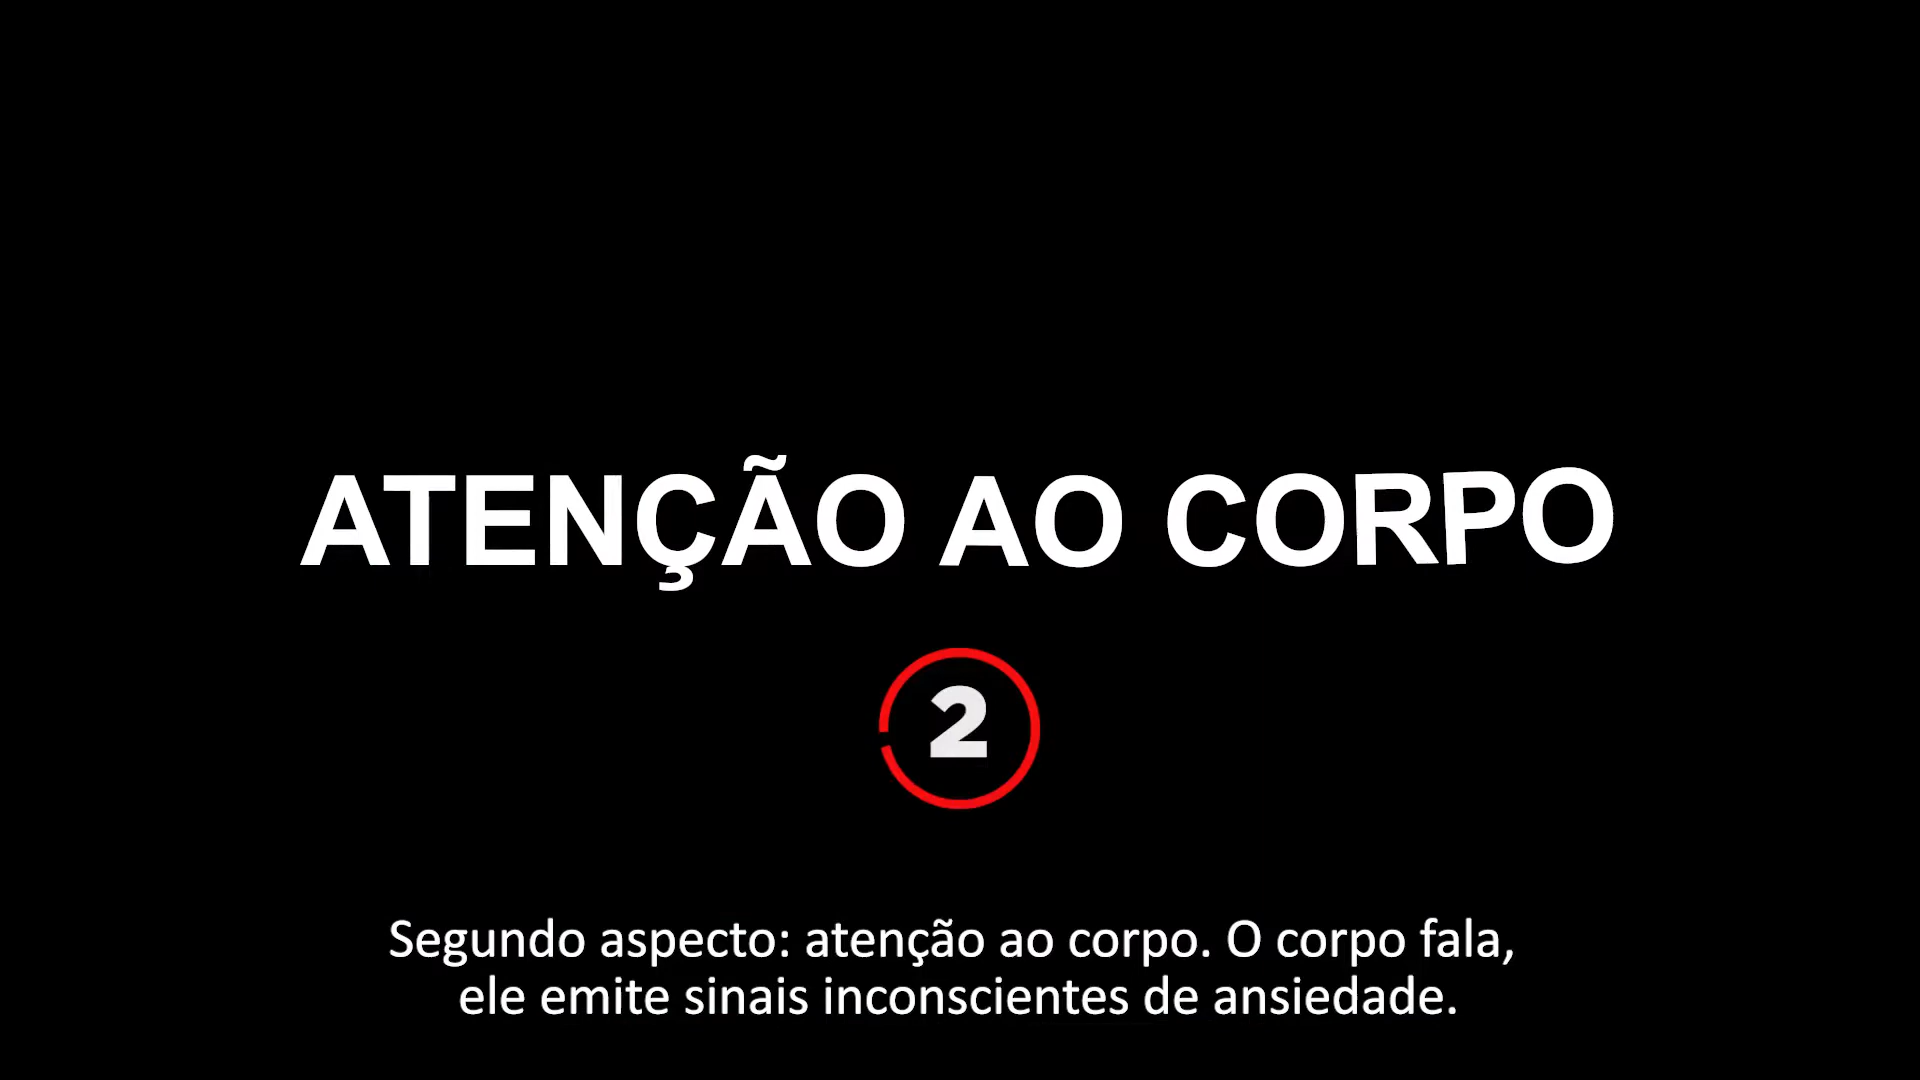 ATENÇÃO AO CORPO
2
Segundo aspecto: atenção ao corpo. O corpo fala,
ele emite sinais inconscientes de ansiedade.